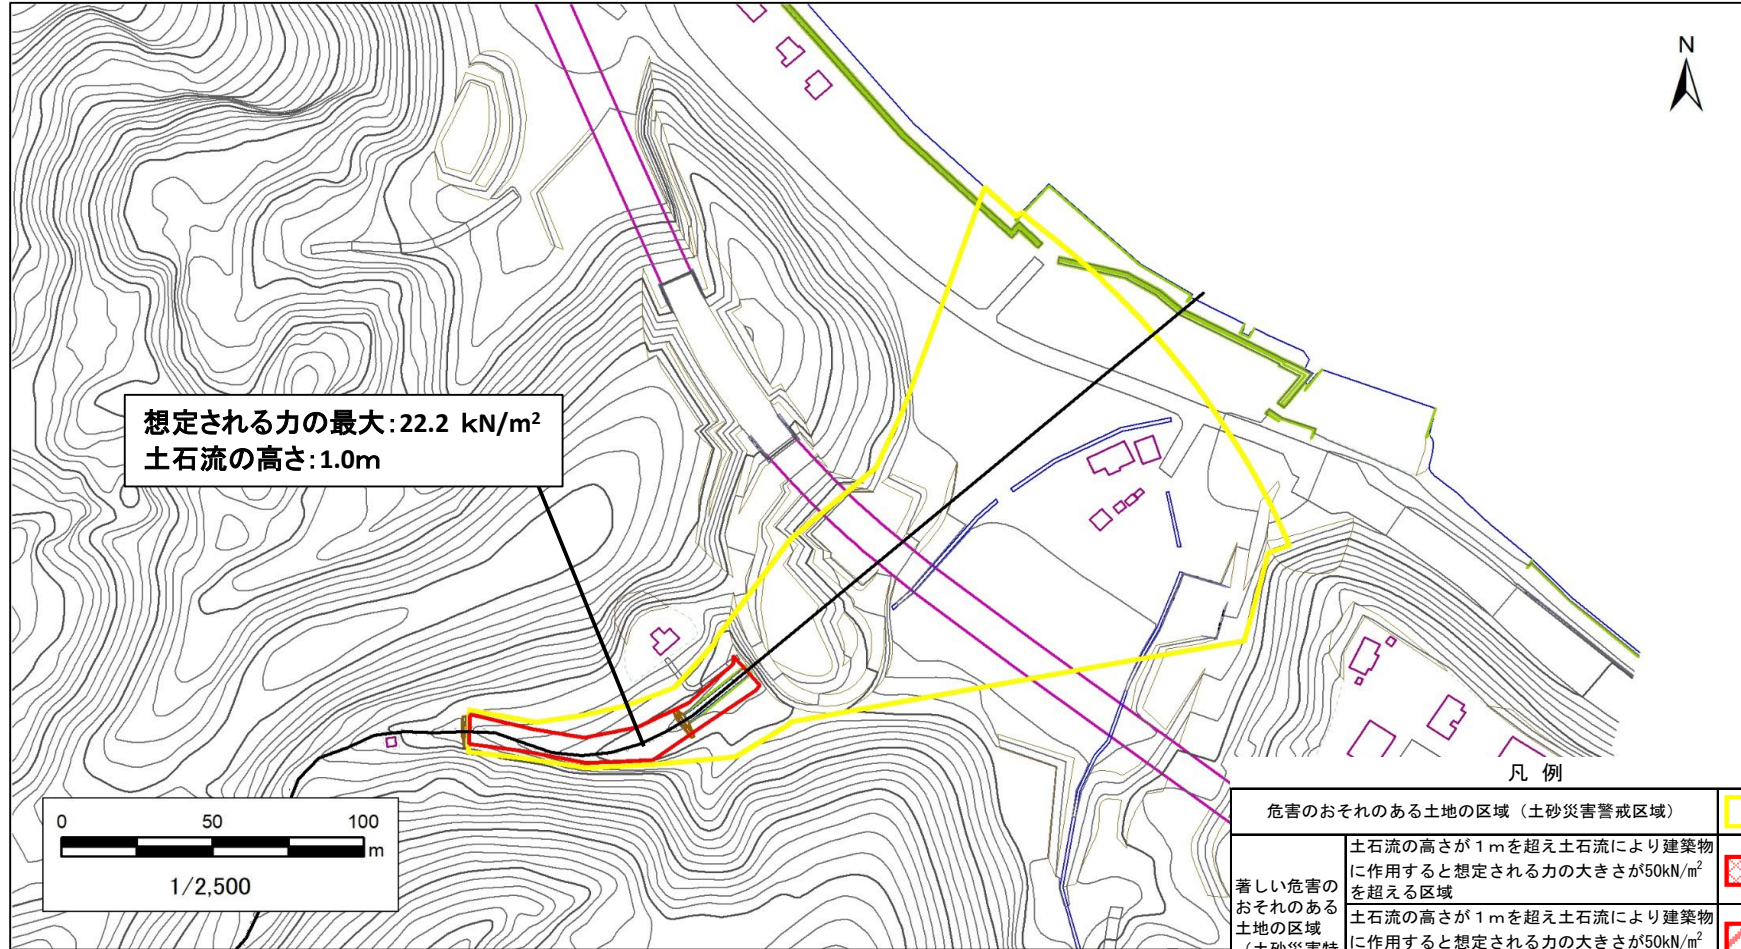 N
想定される力の最大:22.2 kN/m²
土石流の高さ:1.0m
0 50 100
m
1/2,500
凡 例
危害のおそれのある土地の区域（土砂災害警戒区域）
著しい危害の
おそれのある
土地の区域
（土砂災害特
土石流の高さが１ｍを超え土石流により建築物
に作用すると想定される力の大きさが50kN/㎡
を超える区域
土石流の高さが１ｍを超え土石流により建築物
に作用すると想定される力の大きさが50kN/㎡